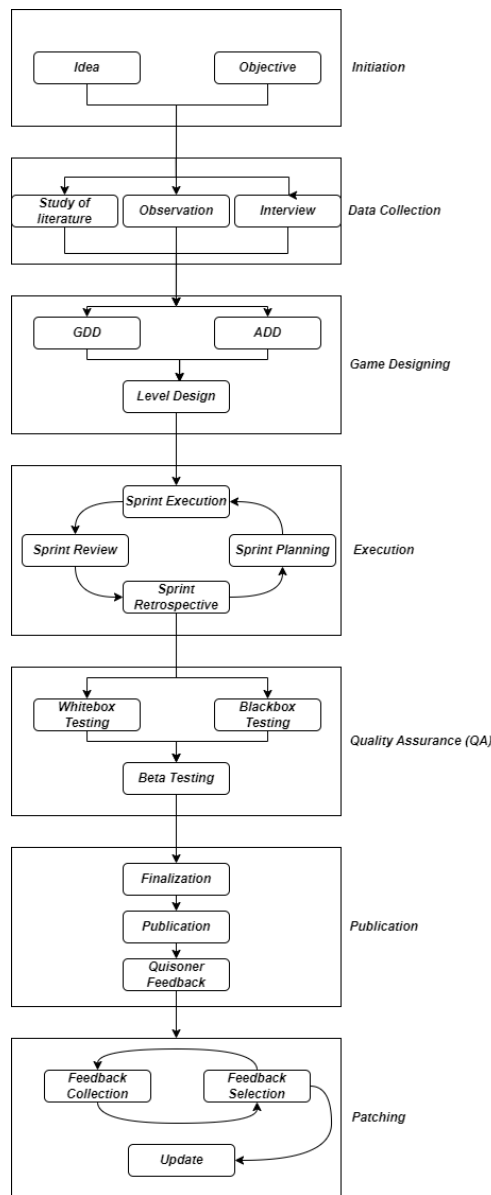 Idea
Objective
Initiation
Study of
literature
Observation
Interview
Data Collection
GDD
ADD
Game Designing
Level Design
Sprint Execution
Sprint Review
Sprint Planning
Execution
Sprint
Retrospective
Whitebox
Testing
Blackbox
Testing
Quality Assurance (QA)
Beta Testing
Finalization
Publication
Publication
Quisoner
Feedback
Feedback
Collection
Feedback
Selection
Patching
Update